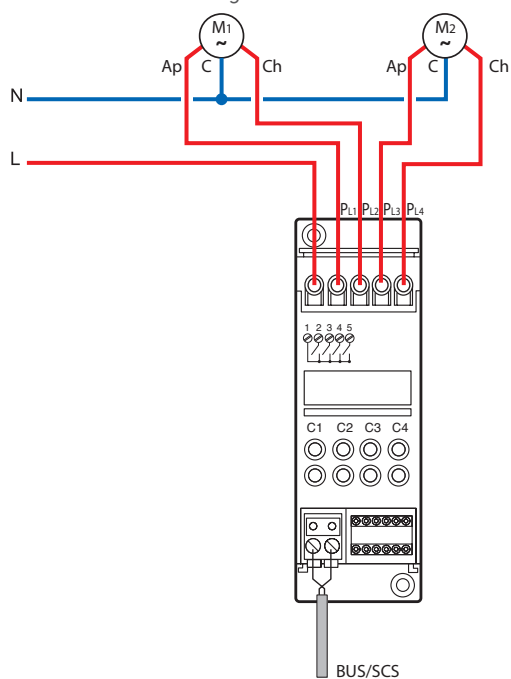 M1 M2
~ ~
Ap C Ch Ap C Ch
N
L
PL1 PL2 PL3 PL4
1 2 3 4 5
C1 C2 C3 C4
BUS/SCS